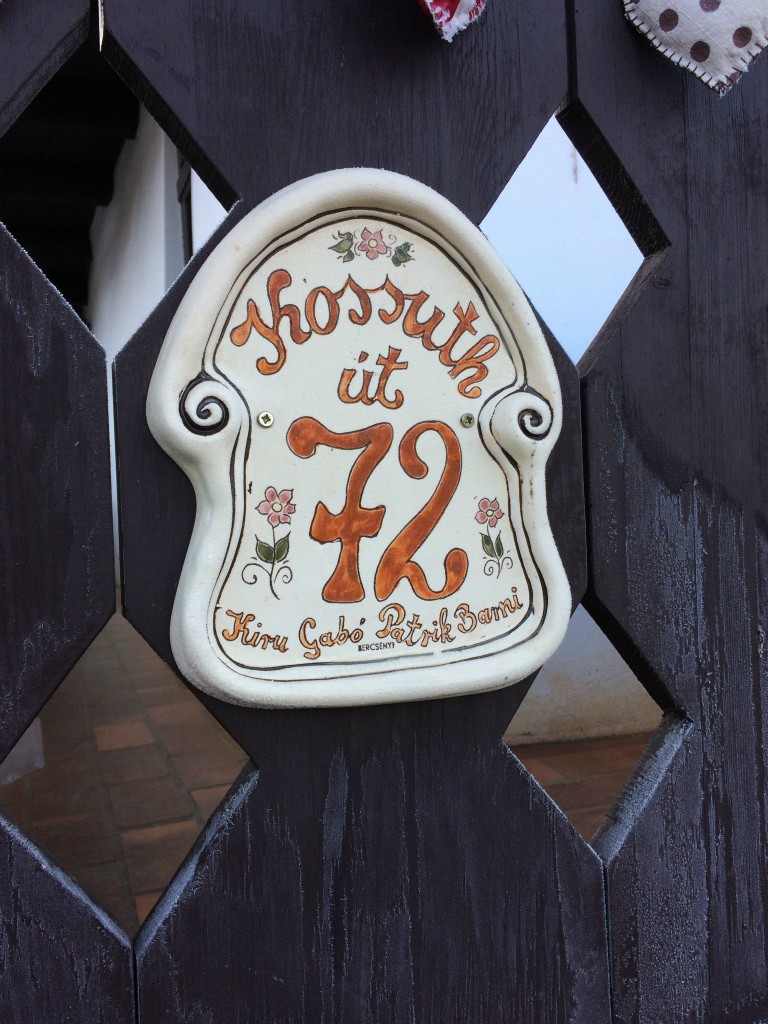 Kossuth
út
72
Kiru Gabó Patrik Barni
BERCSÉNYI